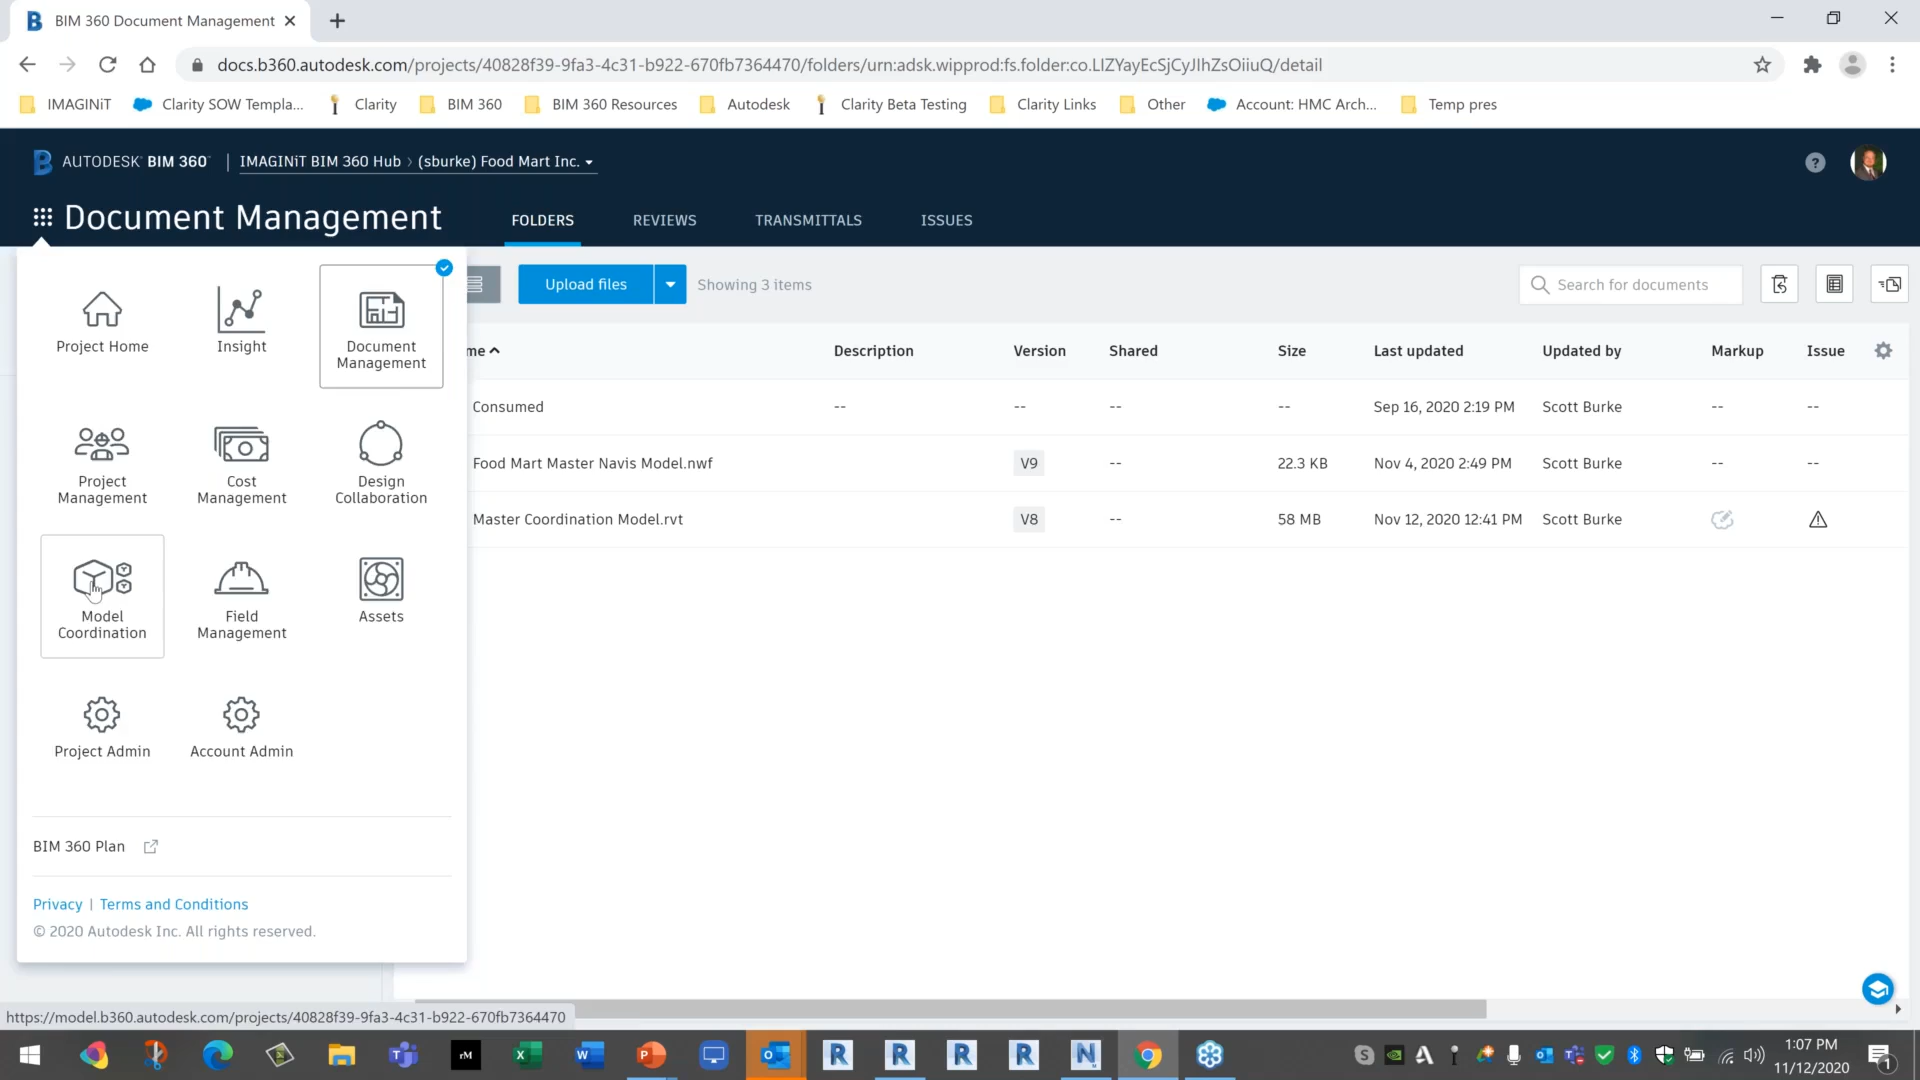 BIM 360 Document Management
docs.b360.autodesk.com/projects/40828f39-9fa3-4c31-b922-670fb7364470/folders/urn:adsk.wipprod:fs.folder:co.LIZYayEcSjCyJIhZsOiiuQ/detail
IMAGINiT Clarity SOW Templa... Clarity BIM 360 BIM 360 Resources Autodesk Clarity Beta Testing Clarity Links Other Account: HMC Arch... Temp pres
AUTODESK BIM 360 | IMAGINiT BIM 360 Hub > (sburke) Food Mart Inc.
Document Management FOLDERS REVIEWS TRANSMITTALS ISSUES
Upload files Showing 3 items Search for documents
Project Home Insight Document Management
me Description Version Shared Size Last updated Updated by Markup Issue
Consumed -- -- -- -- Sep 16, 2020 2:19 PM Scott Burke -- --
Food Mart Master Navis Model.nwf V9 -- 22.3 KB Nov 4, 2020 2:49 PM Scott Burke -- --
Project Management Cost Management Design Collaboration
Master Coordination Model.rvt V8 -- 58 MB Nov 12, 2020 12:41 PM Scott Burke
Model Coordination Field Management Assets
Project Admin Account Admin
BIM 360 Plan
Privacy | Terms and Conditions
© 2020 Autodesk Inc. All rights reserved.
https://model.b360.autodesk.com/projects/40828f39-9fa3-4c31-b922-670fb7364470
1:07 PM
11/12/2020
1